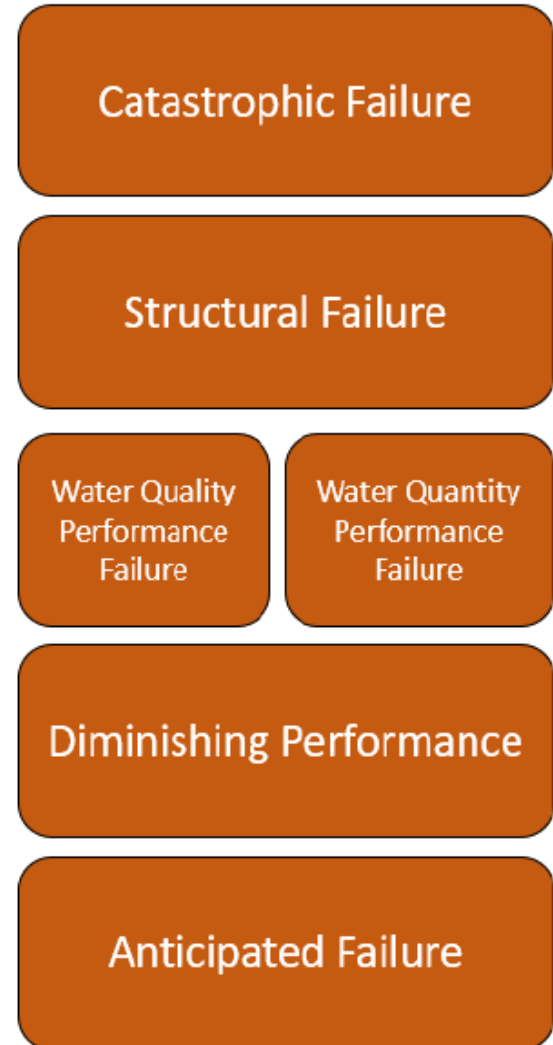 Catastrophic Failure
Structural Failure
Water Quality
Performance
Failure
Water Quantity
Performance
Failure
Diminishing Performance
Anticipated Failure